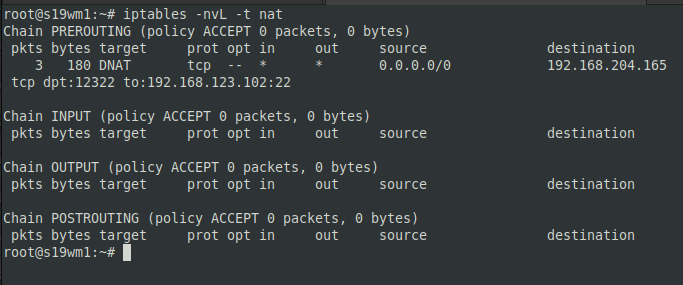 root@s19wm1:~# iptables -nvL -t nat
Chain PREROUTING (policy ACCEPT 0 packets, 0 bytes)
 pkts bytes target     prot opt in     out     source               destination
    3   180 DNAT       tcp  --  *      *       0.0.0.0/0            192.168.204.165
 tcp dpt:12322 to:192.168.123.102:22

Chain INPUT (policy ACCEPT 0 packets, 0 bytes)
 pkts bytes target     prot opt in     out     source               destination

Chain OUTPUT (policy ACCEPT 0 packets, 0 bytes)
 pkts bytes target     prot opt in     out     source               destination

Chain POSTROUTING (policy ACCEPT 0 packets, 0 bytes)
 pkts bytes target     prot opt in     out     source               destination
root@s19wm1:~#